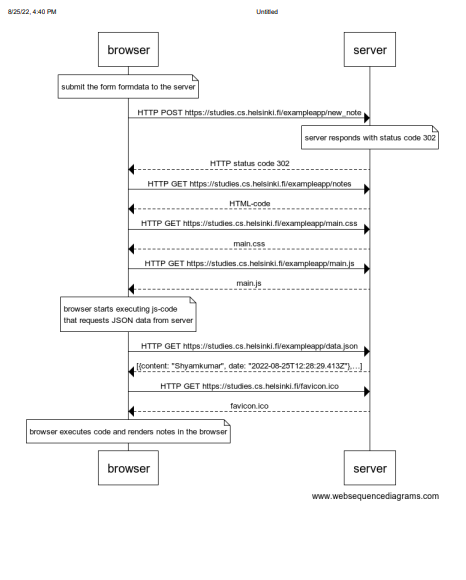 8/25/22, 4:40 PM
Untitled
browser
server
submit the form formdata to the server
HTTP POST https://studies.cs.helsinki.fi/exampleapp/new_note
server responds with status code 302
HTTP status code 302
HTTP GET https://studies.cs.helsinki.fi/exampleapp/notes
HTML-code
HTTP GET https://studies.cs.helsinki.fi/exampleapp/main.css
main.css
HTTP GET https://studies.cs.helsinki.fi/exampleapp/main.js
main.js
browser starts executing js-code
that requests JSON data from server
HTTP GET https://studies.cs.helsinki.fi/exampleapp/data.json
[{content: "Shyamkumar", date: "2022-08-25T12:28:29.413Z"},...]
HTTP GET https://studies.cs.helsinki.fi/favicon.ico
favicon.ico
browser executes code and renders notes in the browser
browser
server
www.websequencediagrams.com